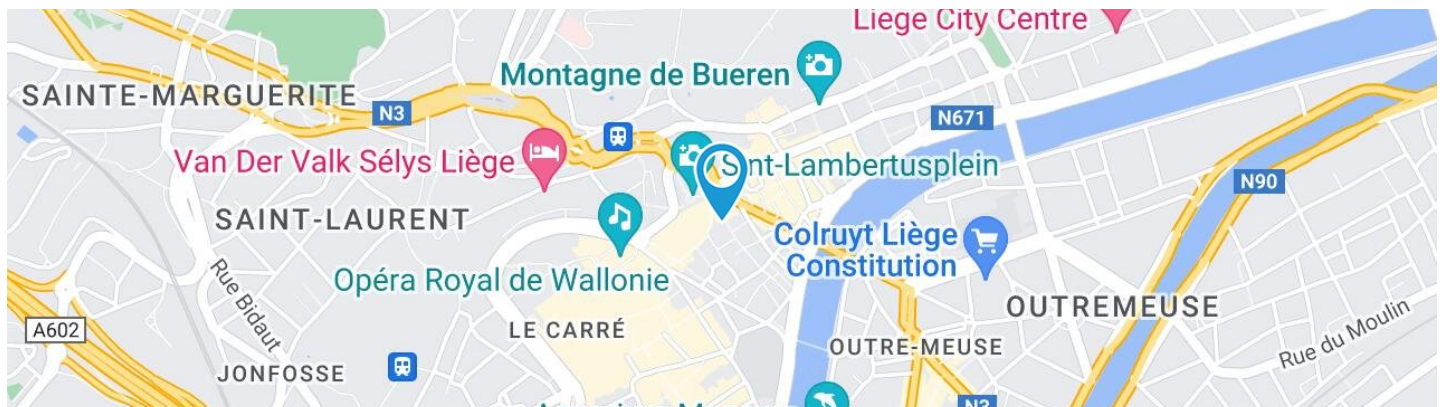 Liege City Centre
Montagne de Bueren
SAINTE-MARGUERITE
N3
N671
Van Der Valk Sélys Liège
nt-Lambertusplein
N90
SAINT-LAURENT
Colruyt Liège
Constitution
Opéra Royal de Wallonie
Rue Bidaut
OUTREMEUSE
A602
LE CARRÉ
Rue du Moulin
OUTRE-MEUSE
JONFOSSE
N3